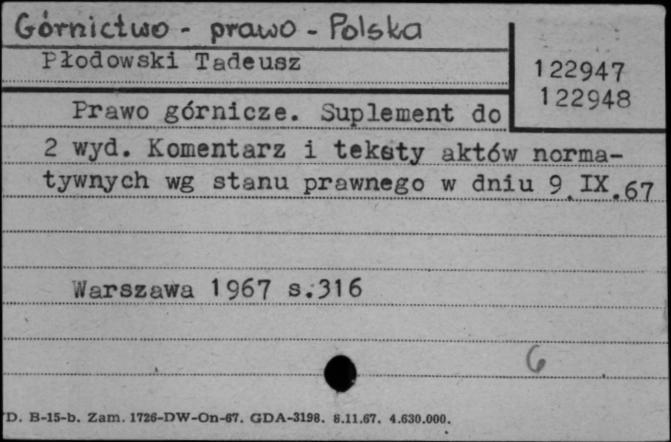 Górnictwo - prawo - Polska
Płodowski Tadeusz
122947
122948
Prawo górnicze. Suplement do
2 wyd. Komentarz i teksty aktów norma-
tywnych wg stanu prawnego w dniu 9.IX.67
Warszawa 1967 s.316
6
D. B-15-b. Zam. 1726-DW-On-67. GDA-3198. 8.11.67. 4.630.000.